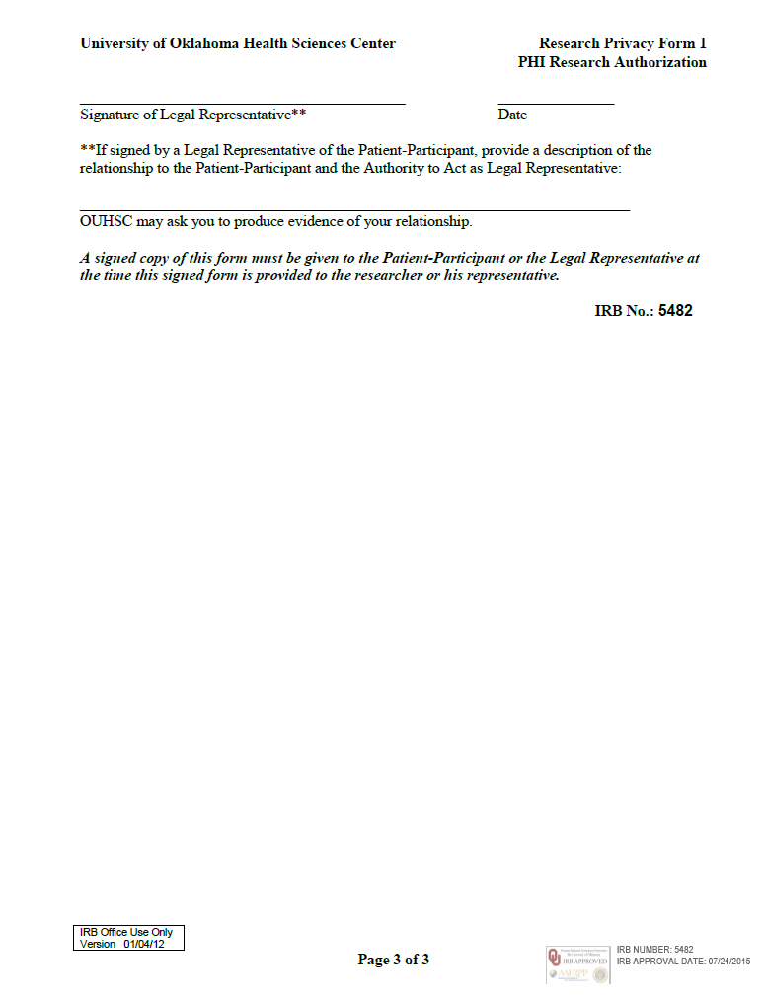 University of Oklahoma Health Sciences Center Research Privacy Form 1
PHI Research Authorization
Signature of Legal Representative** Date
**If signed by a Legal Representative of the Patient-Participant, provide a description of the
relationship to the Patient-Participant and the Authority to Act as Legal Representative:
OUHSC may ask you to produce evidence of your relationship.
A signed copy of this form must be given to the Patient-Participant or the Legal Representative at
the time this signed form is provided to the researcher or his representative.
IRB No.: 5482
IRB Office Use Only
Version 01/04/12
Page 3 of 3
IRB APPROVED
IRB NUMBER: 5482
IRB APPROVAL DATE: 07/24/2015